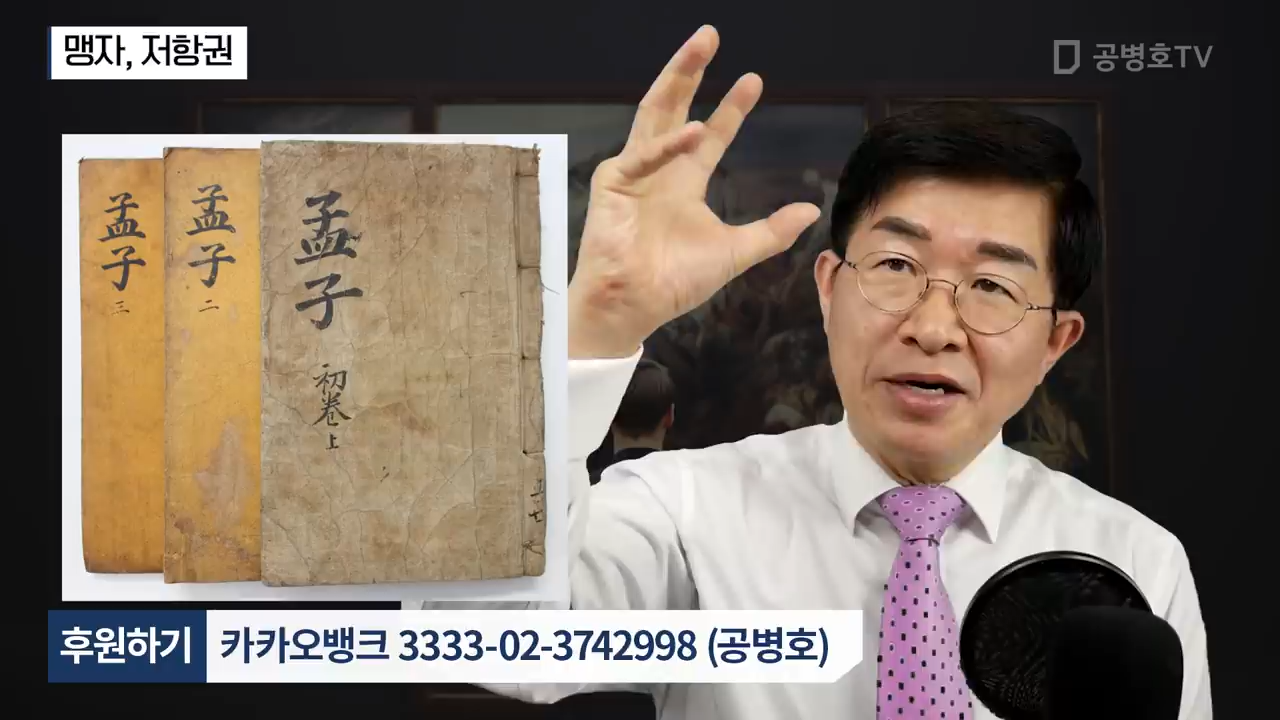 맹자, 저항권
공병호TV
孟子
三
孟子
二
孟子
初卷
上
후원하기 카카오뱅크 3333-02-3742998 (공병호)